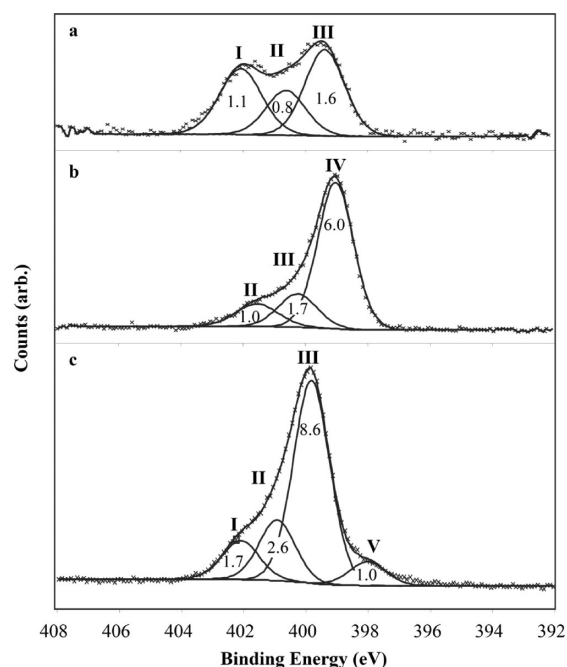 a
I II III
1.1 0.8 1.6
b
IV
III
II
6.0
1.7
1.0
c
III
II
I
V
8.6
2.6
1.7
1.0
Counts (arb.)
408 406 404 402 400 398 396 394 392
Binding Energy (eV)